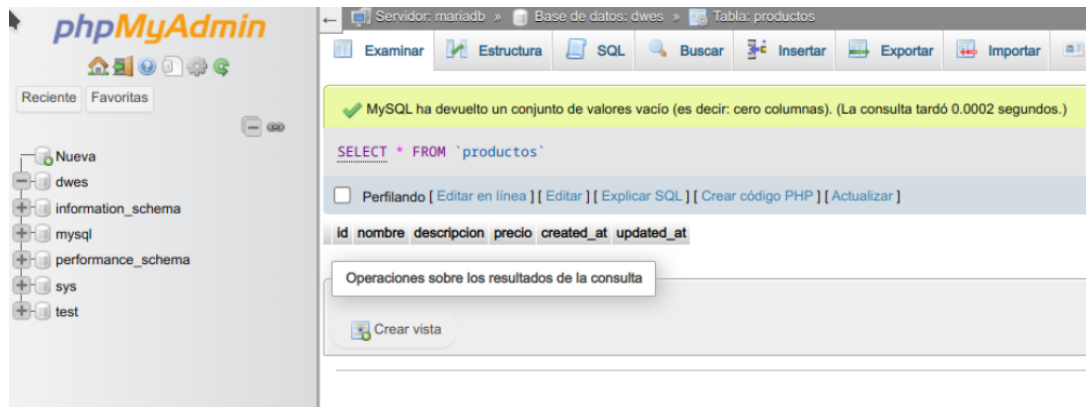 phpMyAdmin
Reciente Favoritas
Nueva
dwes
information_schema
mysql
performance_schema
sys
test
Servidor: mariadb » Base de datos: dwes » Tabla: productos
Examinar Estructura SQL Buscar Insertar Exportar Importar
MySQL ha devuelto un conjunto de valores vacío (es decir: cero columnas). (La consulta tardó 0.0002 segundos.)
SELECT * FROM `productos`
Perfilando [ Editar en línea ] [ Editar ] [ Explicar SQL ] [ Crear código PHP ] [ Actualizar ]
id nombre descripcion precio created_at updated_at
Operaciones sobre los resultados de la consulta
Crear vista